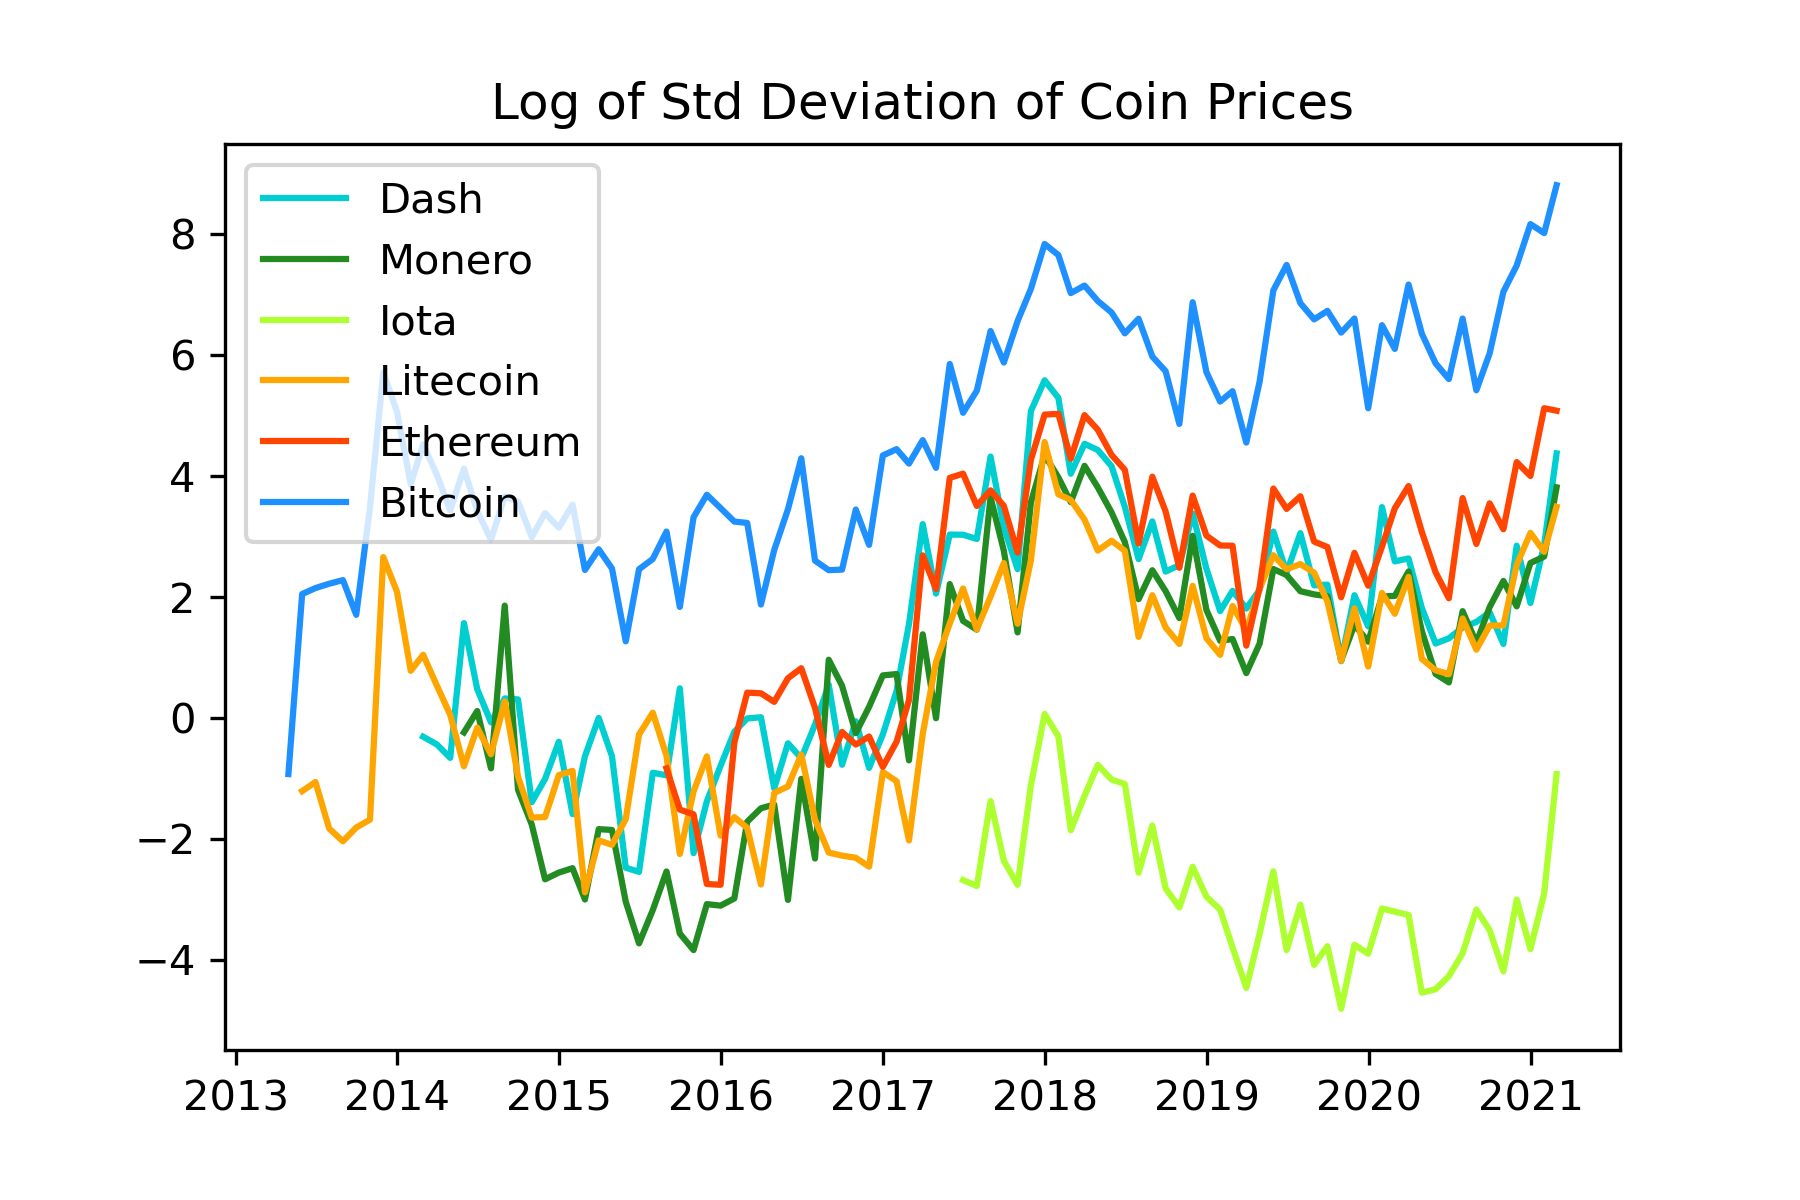 Log of Std Deviation of Coin Prices
Dash
Monero
Iota
Litecoin
Ethereum
Bitcoin
8
6
4
2
0
−2
−4
2013 2014 2015 2016 2017 2018 2019 2020 2021